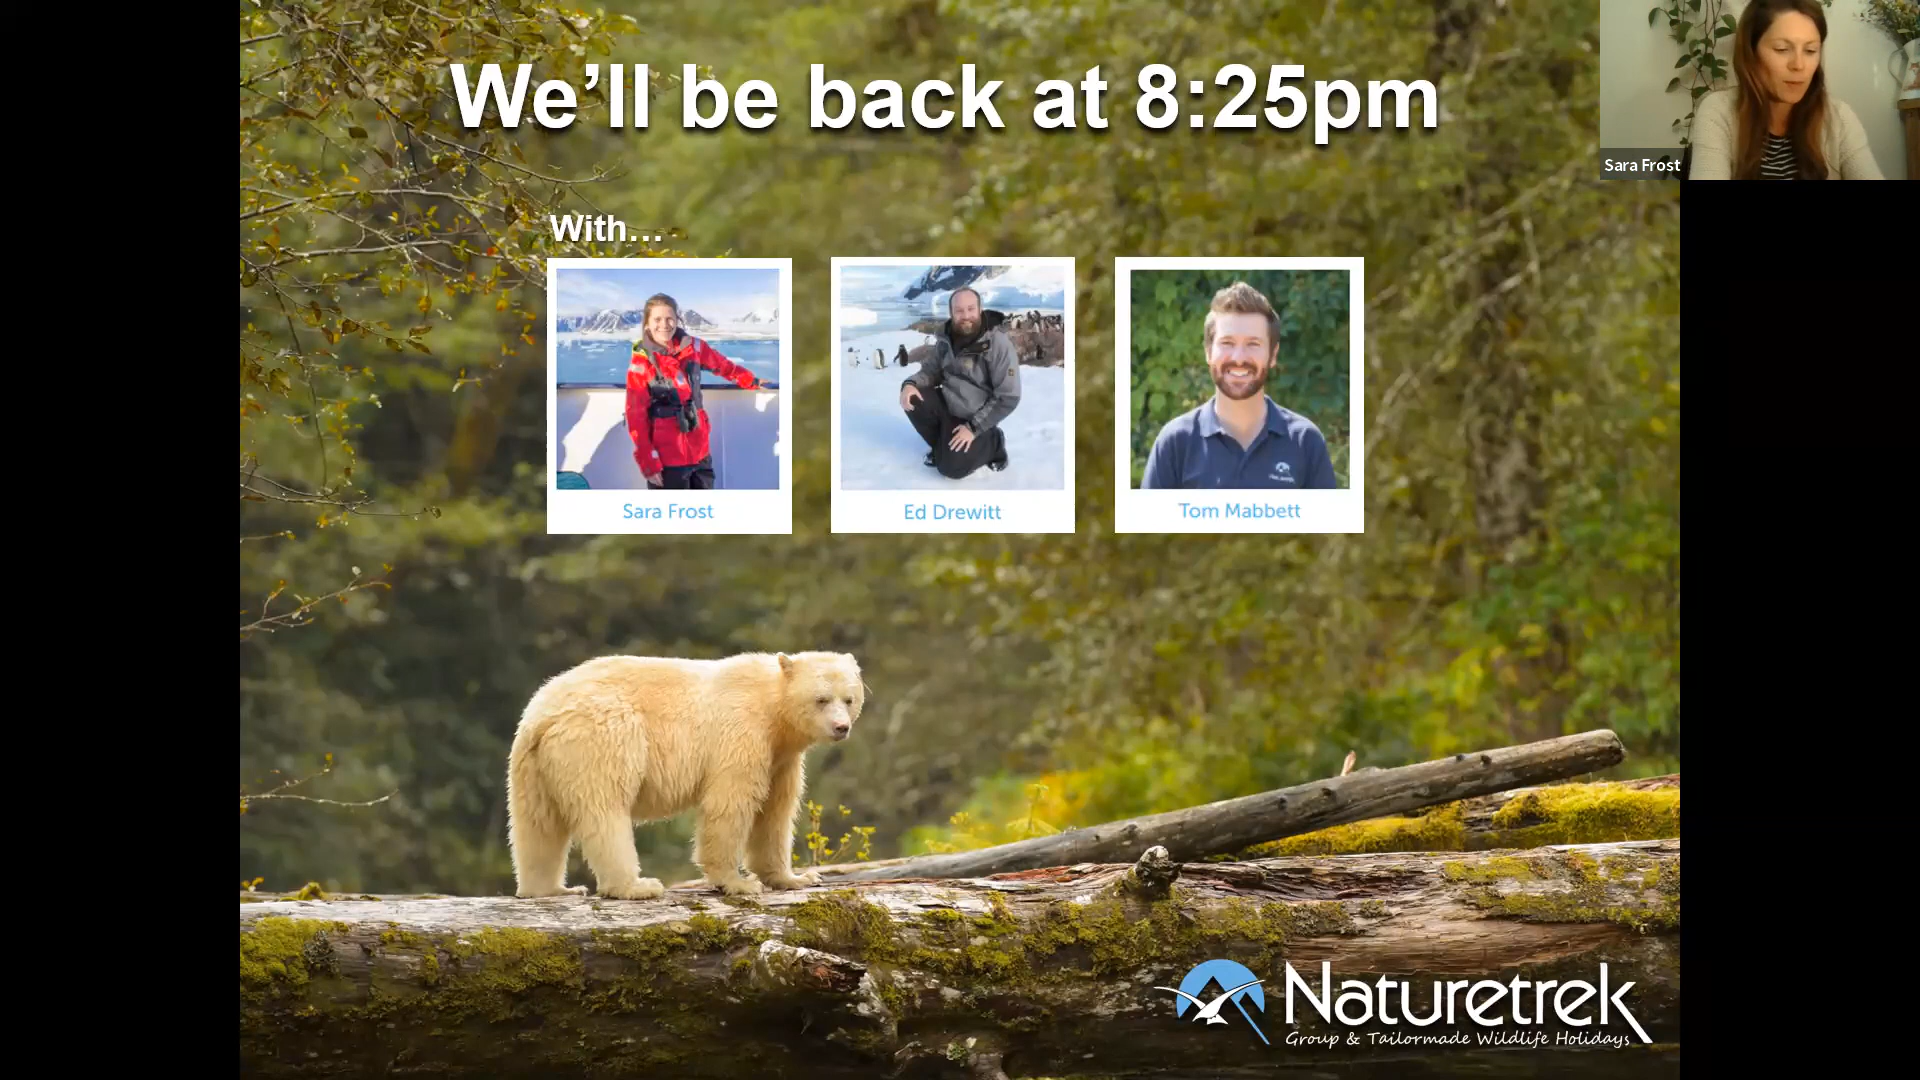 We’ll be back at 8:25pm
Sara Frost
With…
Sara Frost
Ed Drewitt
Tom Mabbett
Naturetrek
Group & Tailormade Wildlife Holidays